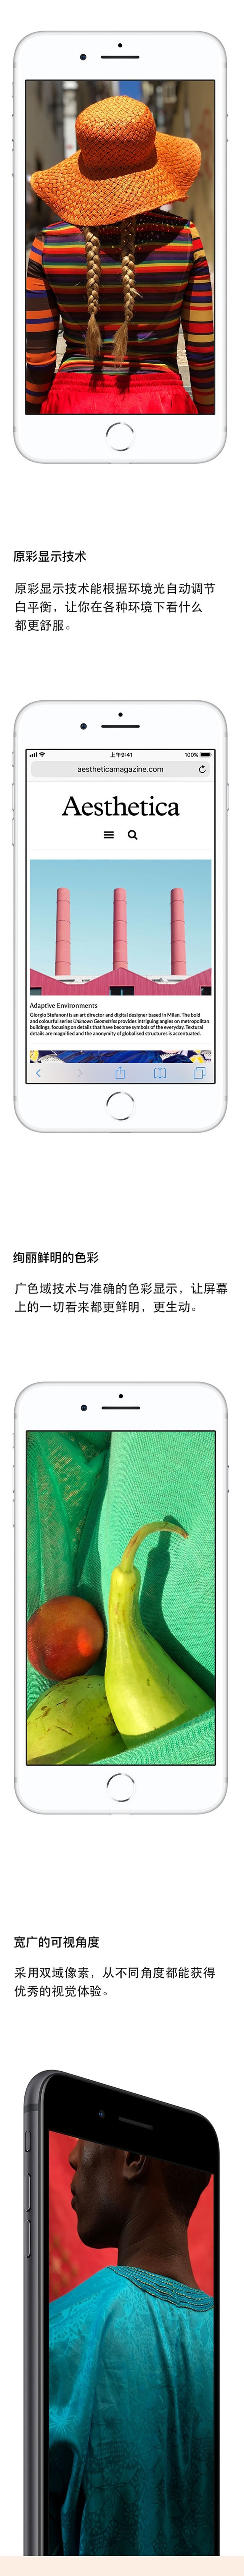 原彩显示技术
原彩显示技术能根据环境光自动调节
白平衡，让你在各种环境下看什么
都更舒服。
上午9:41
100%
aestheticamagazine.com
Aesthetica
Adaptive Environments
Giorgio Stefanoni is an art director and digital designer based in Milan. The bold
and colourful series Unknown Geometries provides intriguing angles on metropolitan
buildings, focusing on details that have become symbols of the everyday. Textural
details are magnified and the anonymity of globalised structures is accentuated.
绚丽鲜明的色彩
广色域技术与准确的色彩显示，让屏幕
上的一切看来都更鲜明，更生动。
宽广的可视角度
采用双域像素，从不同角度都能获得
优秀的视觉体验。